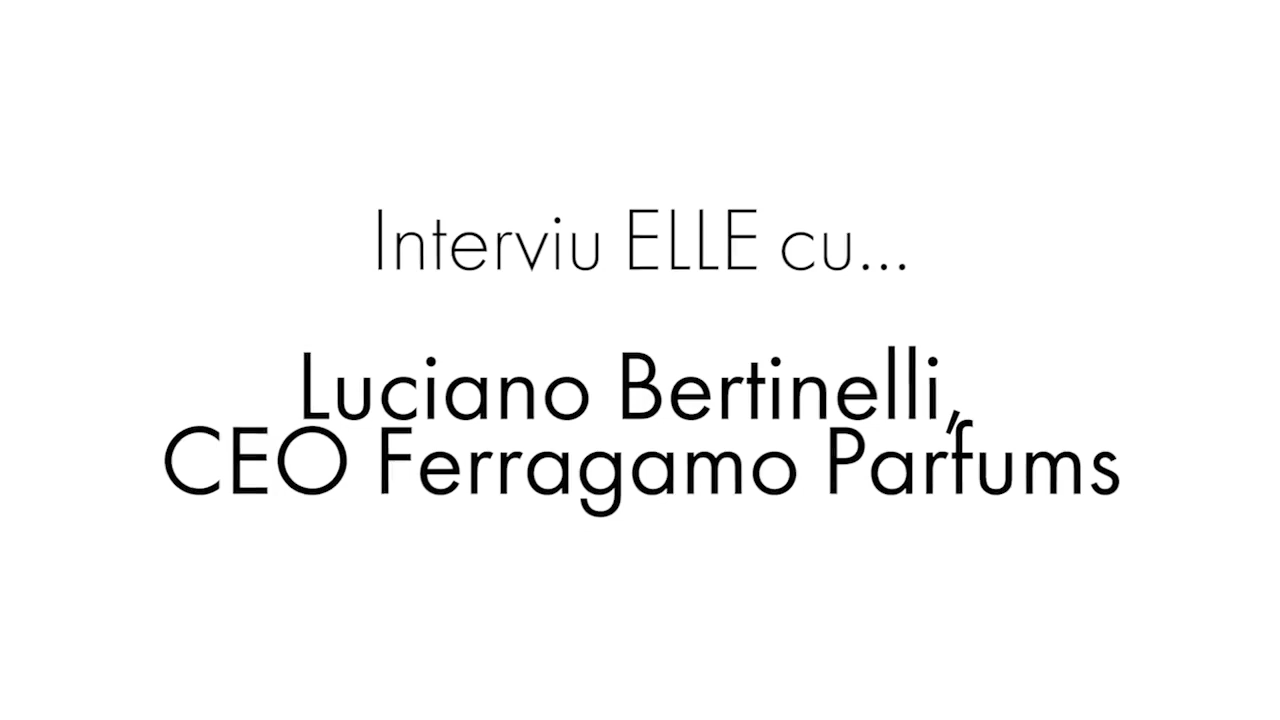 Interviu ELLE cu...
Luciano Bertinelli,
CEO Ferragamo Parfums